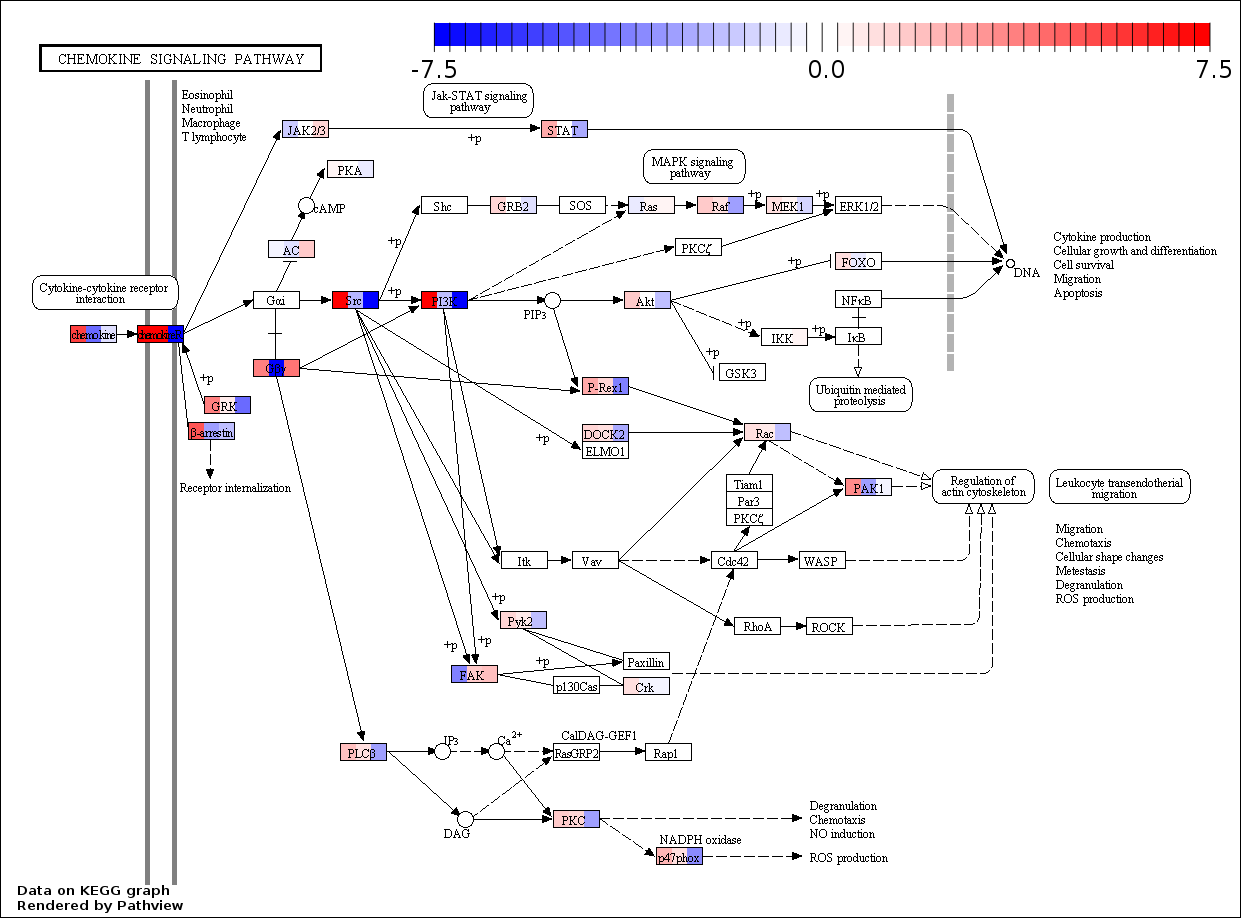 CHEMOKINE SIGNALING PATHWAY
-7.5
0.0
7.5
Eosinophil
Neutrophil
Macrophage
T lymphocyte
Jak-STAT signaling
pathway
JAK2/3
+p
STAT
PKA
cAMP
AC
MAPK signaling
pathway
Shc
GRB2
SOS
Ras
Raf
+p
MEK1
+p
ERK1/2
+p
PKCζ
+p
FOXO
DNA
Cytokine production
Cellular growth and differentiation
Cell survival
Migration
Apoptosis
Cytokine-cytokine receptor
interaction
Gαi
Src
+p
PI3K
PIP3
Akt
NFκB
chemokine
+p
IKK
+p
IκB
+p
GSK3
Ubiquitin mediated
proteolysis
+p
GRK
β-arrestin
Receptor internalization
P-Rex1
DOCK2
ELMO1
+p
Rac
PAK1
Tiam1
Par3
PKCζ
Regulation of
actin cytoskeleton
Leukocyte transendotherial
migration
Itk
Vav
Cdc42
WASP
Migration
Chemotaxis
Cellular shape changes
Metestasis
Degranulation
ROS production
+p
Pyk2
RhoA
ROCK
+p
+p
FAK
+p
Paxillin
p130Cas
Crk
PLCβ
IP3
Ca2+
CalDAG-GEF1
RasGRP2
Rap1
DAG
PKC
Degranulation
Chemotaxis
NO induction
NADPH oxidase
p47phox
ROS production
Data on KEGG graph
Rendered by Pathview